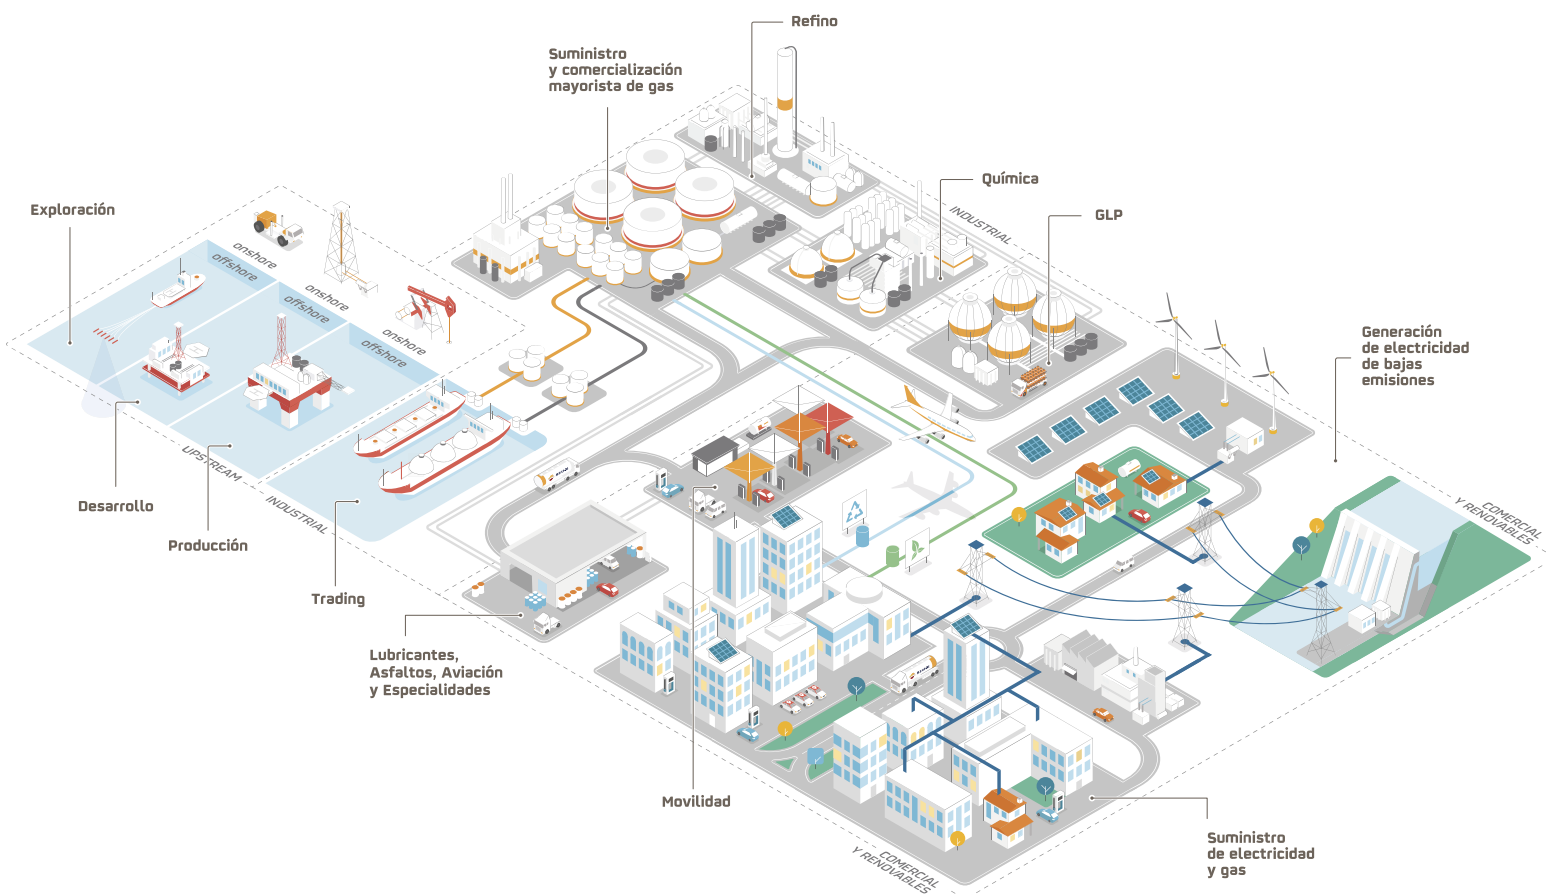 Refino
Suministro
y comercialización
mayorista de gas
Química
Exploración
INDUSTRIAL
GLP
onshore
offshore
onshore
offshore
onshore
offshore
Generación
de electricidad
de bajas
emisiones
UPSTREAM
INDUSTRIAL
COMERCIAL
Y RENOVABLES
Desarrollo
Producción
Trading
Lubricantes,
Asfaltos, Aviación
y Especialidades
Movilidad
Suministro
de electricidad
y gas
COMERCIAL
Y RENOVABLES